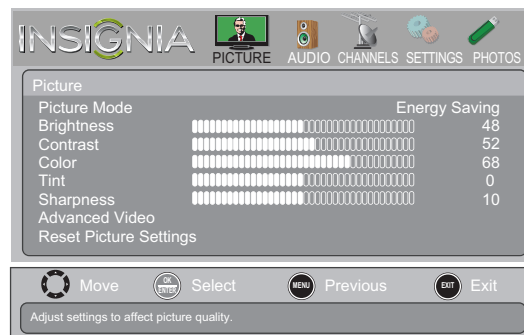 INSIGNIA
PICTURE AUDIO CHANNELS SETTINGS PHOTOS
Picture
Picture Mode Energy Saving
Brightness 48
Contrast 52
Color 68
Tint 0
Sharpness 10
Advanced Video
Reset Picture Settings
Move OK ENTER Select MENU Previous EXIT Exit
Adjust settings to affect picture quality.